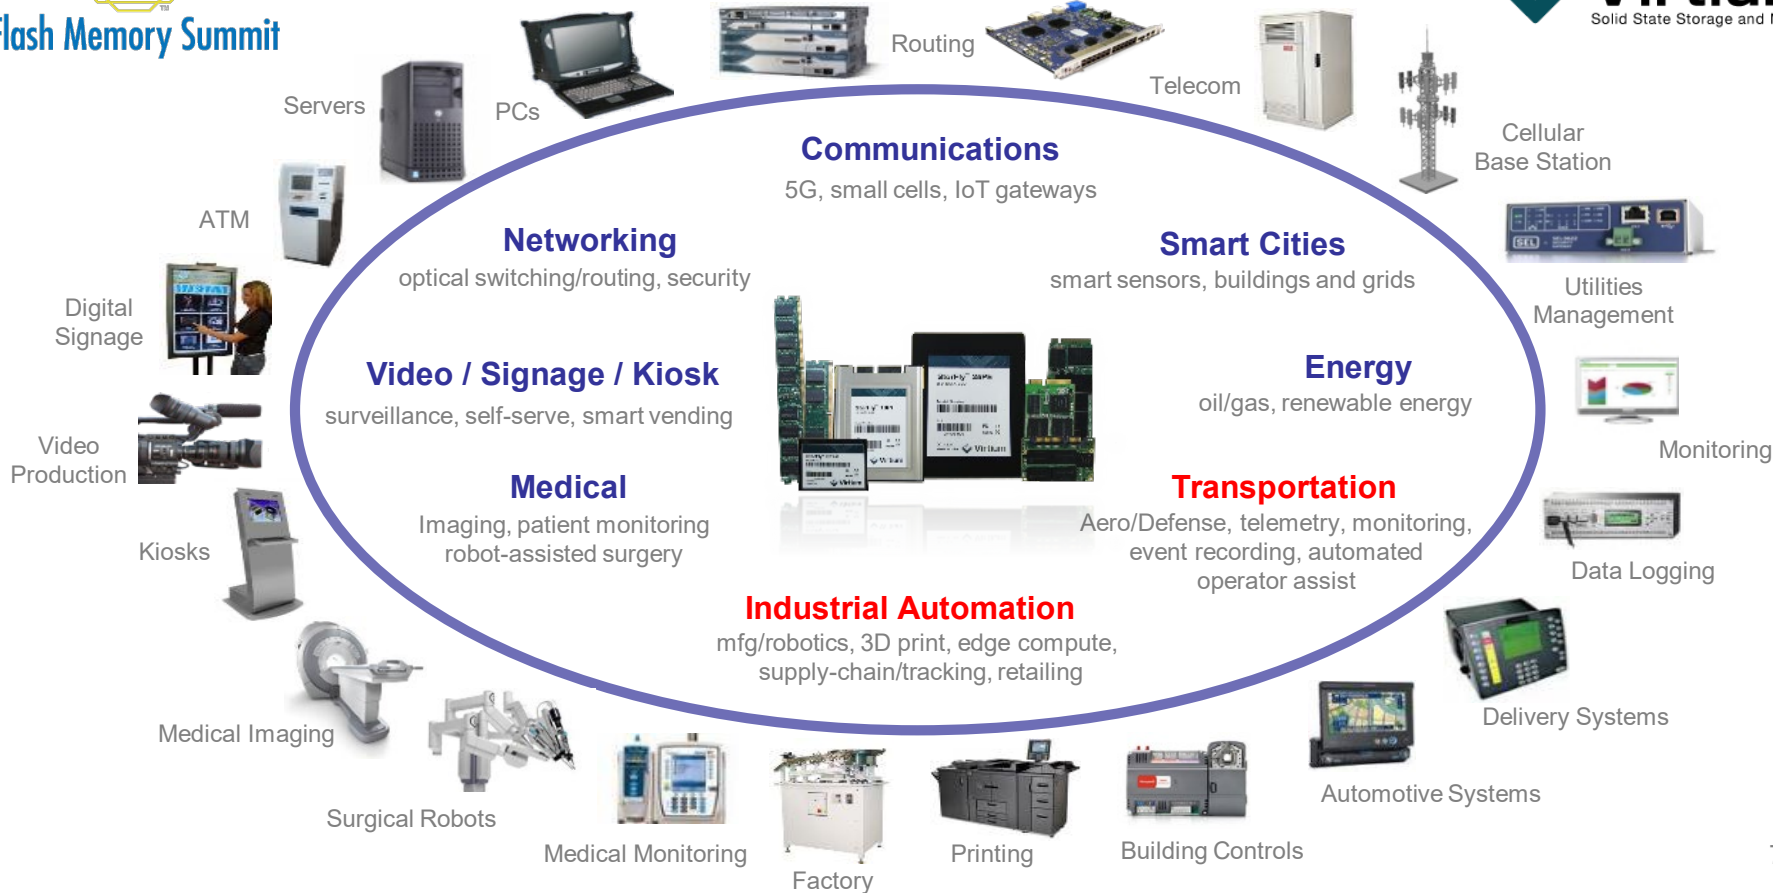 Flash Memory Summit
Solid State Storage and
Routing
Telecom
Servers
PCs
Cellular
Base Station
Communications
5G, small cells, IoT gateways
ATM
Networking
optical switching/routing, security
Smart Cities
smart sensors, buildings and grids
SEL
Utilities
Management
Digital
Signage
Video / Signage / Kiosk
surveillance, self-serve, smart vending
Energy
oil/gas, renewable energy
Virtium
Virtium
Virtium
Video
Production
Monitoring
Medical
Imaging, patient monitoring
robot-assisted surgery
Transportation
Aero/Defense, telemetry, monitoring,
event recording, automated
operator assist
Kiosks
Data Logging
Industrial Automation
mfg/robotics, 3D print, edge compute,
supply-chain/tracking, retailing
Medical Imaging
Delivery Systems
Surgical Robots
Automotive Systems
Medical Monitoring
Factory
Printing
Building Controls